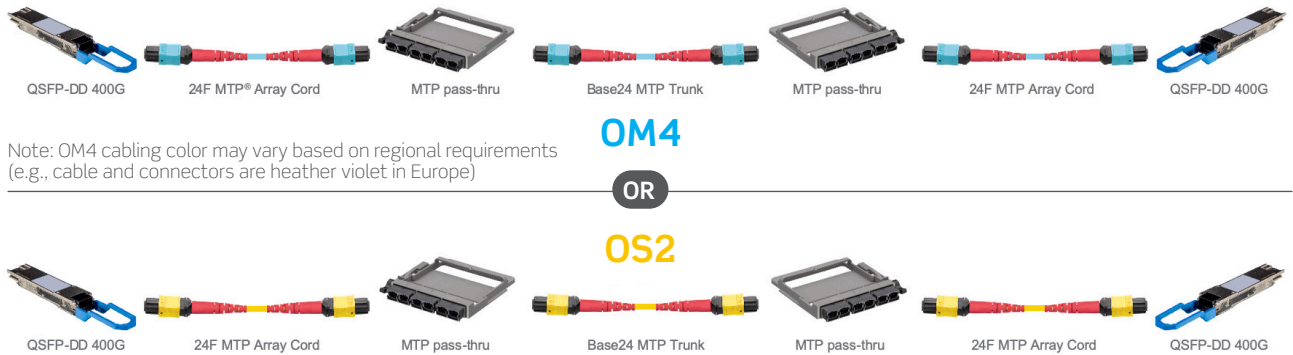 QSFP-DD 400G 24F MTP® Array Cord MTP pass-thru Base24 MTP Trunk MTP pass-thru 24F MTP Array Cord QSFP-DD 400G
OM4
Note: OM4 cabling color may vary based on regional requirements
(e.g., cable and connectors are heather violet in Europe)
OR
OS2
QSFP-DD 400G 24F MTP Array Cord MTP pass-thru Base24 MTP Trunk MTP pass-thru 24F MTP Array Cord QSFP-DD 400G